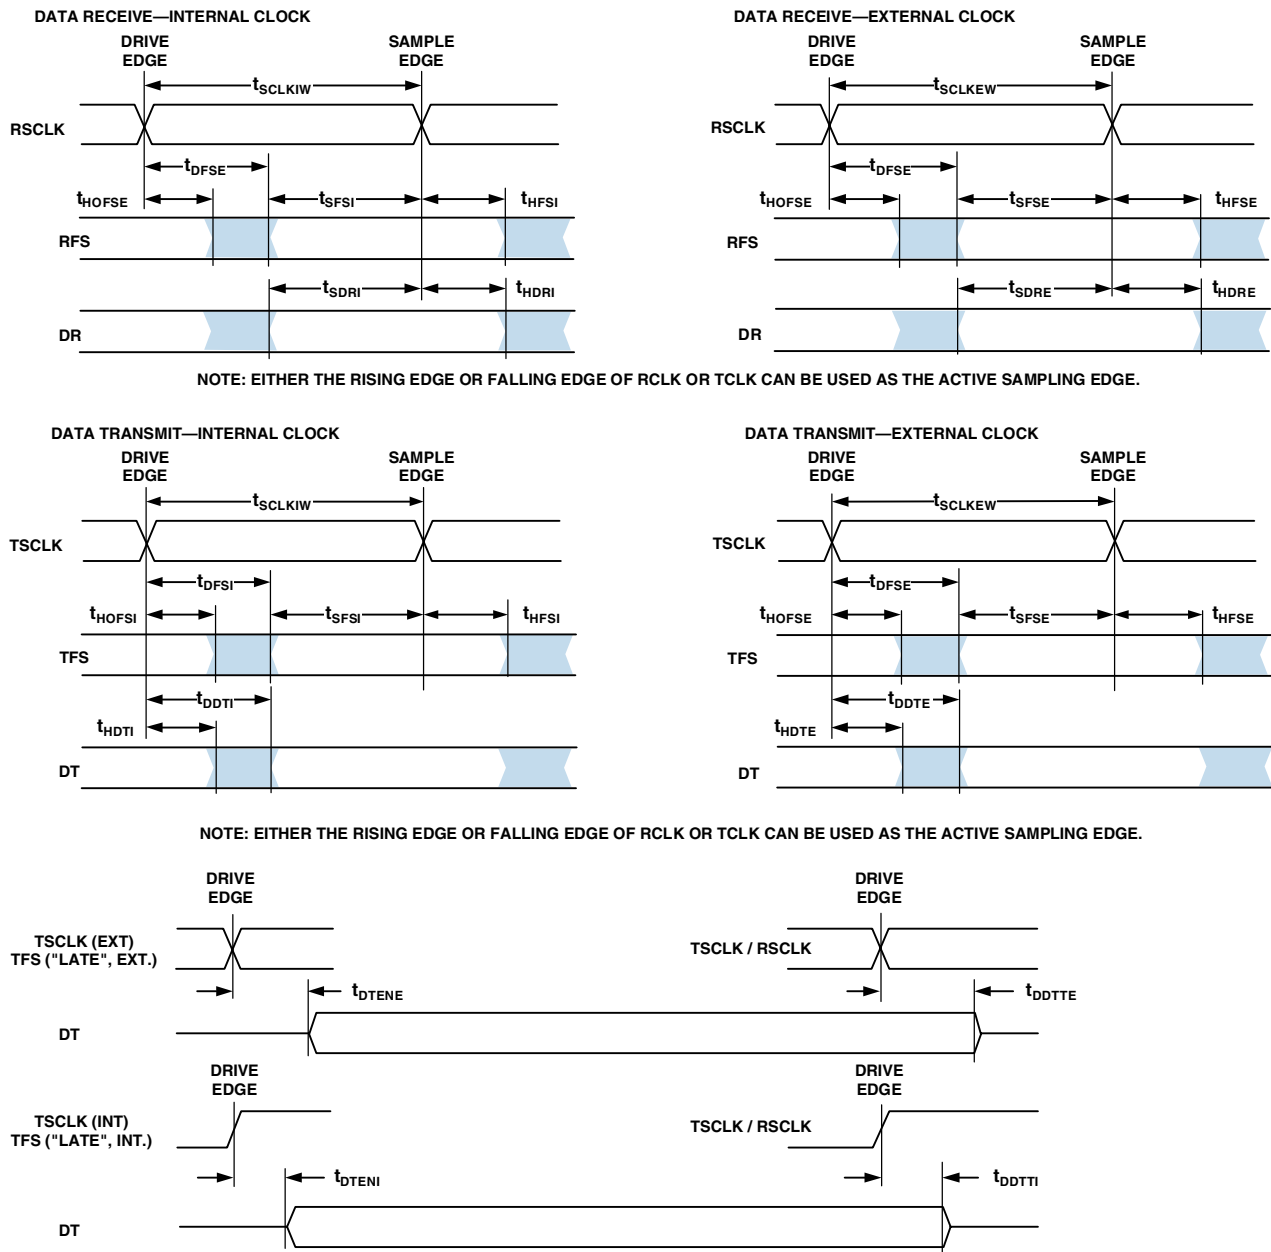 DATA RECEIVE—INTERNAL CLOCK
DRIVE EDGE
SAMPLE EDGE
tSCLKIW
RSCLK
tDFSE
tHOFSE
tSFSI
tHFSI
RFS
tSDRI
tHDRI
DR
DATA RECEIVE—EXTERNAL CLOCK
DRIVE EDGE
SAMPLE EDGE
tSCLKEW
RSCLK
tDFSE
tHOFSE
tSFSE
tHFSE
RFS
tSDRE
tHDRE
DR
NOTE: EITHER THE RISING EDGE OR FALLING EDGE OF RCLK OR TCLK CAN BE USED AS THE ACTIVE SAMPLING EDGE.
DATA TRANSMIT—INTERNAL CLOCK
DRIVE EDGE
SAMPLE EDGE
tSCLKIW
TSCLK
tDFSI
tHOFSI
tSFSI
tHFSI
TFS
tDDTI
tHDTI
DT
DATA TRANSMIT—EXTERNAL CLOCK
DRIVE EDGE
SAMPLE EDGE
tSCLKEW
TSCLK
tDFSE
tHOFSE
tSFSE
tHFSE
TFS
tDDTE
tHDTE
DT
NOTE: EITHER THE RISING EDGE OR FALLING EDGE OF RCLK OR TCLK CAN BE USED AS THE ACTIVE SAMPLING EDGE.
DRIVE EDGE
DRIVE EDGE
TSCLK (EXT)
TFS ("LATE", EXT.)
TSCLK / RSCLK
tDTENE
tDDTTE
DT
DRIVE EDGE
DRIVE EDGE
TSCLK (INT)
TFS ("LATE", INT.)
TSCLK / RSCLK
tDTENI
tDDTTI
DT